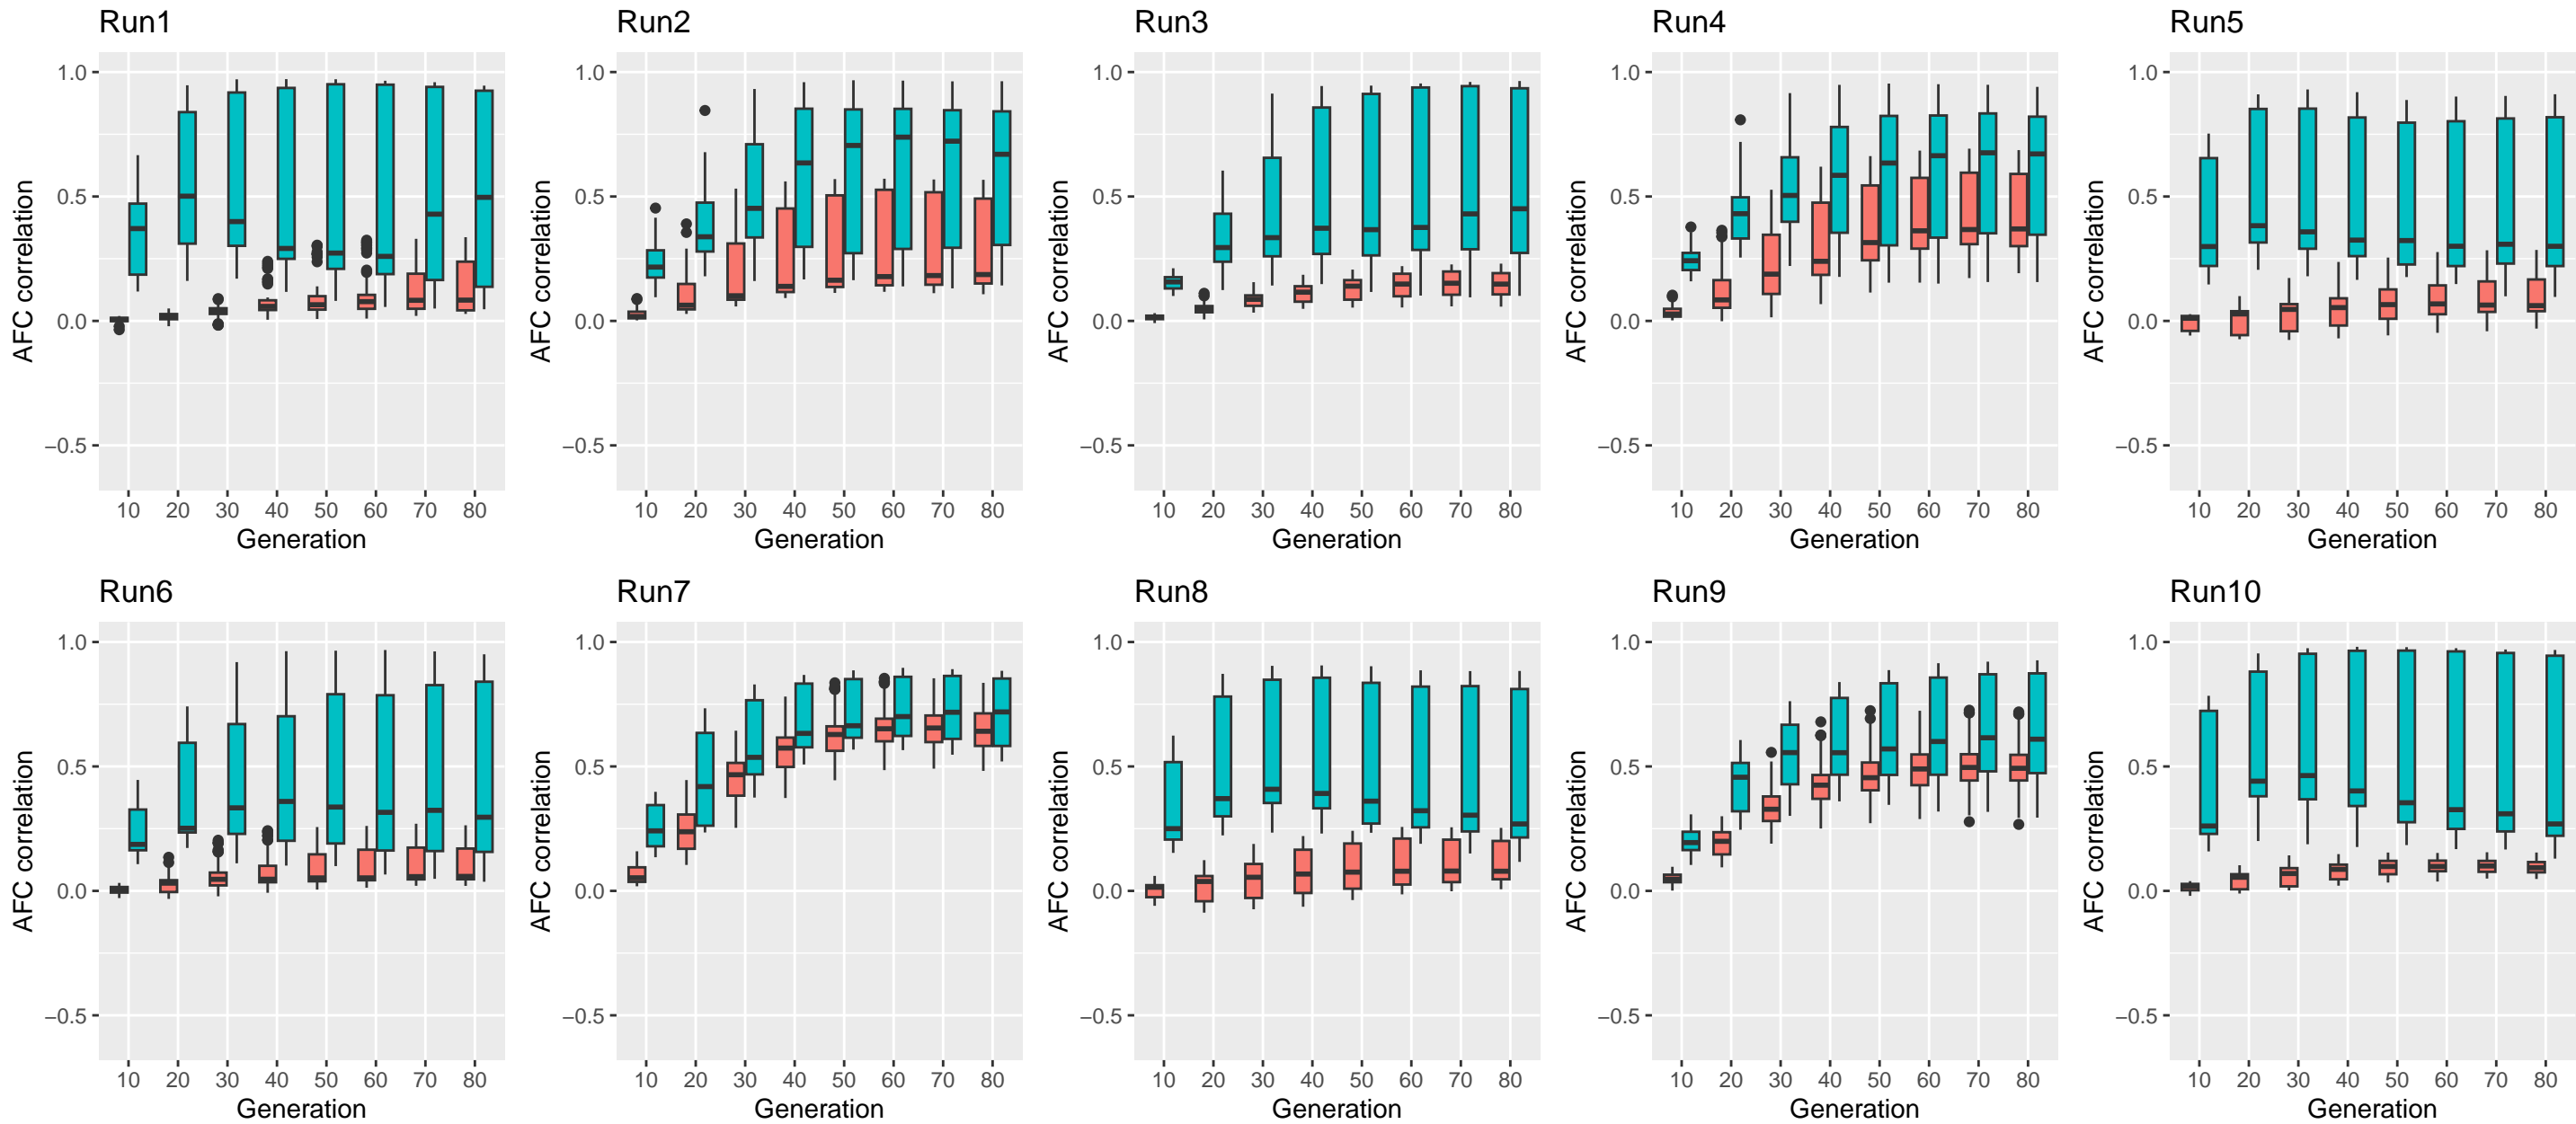 Run1 Run2 Run3 Run4 Run5
1.0 1.0 1.0 1.0 1.0
0.5 0.5 0.5 0.5 0.5
AFC correlation AFC correlation AFC correlation AFC correlation AFC correlation
0.0 0.0 0.0 0.0 0.0
−0.5 −0.5 −0.5 −0.5 −0.5
10 20 30 40 50 60 70 80 10 20 30 40 50 60 70 80 10 20 30 40 50 60 70 80 10 20 30 40 50 60 70 80 10 20 30 40 50 60 70 80
Generation Generation Generation Generation Generation
Run6 Run7 Run8 Run9 Run10
1.0 1.0 1.0 1.0 1.0
0.5 0.5 0.5 0.5 0.5
AFC correlation AFC correlation AFC correlation AFC correlation AFC correlation
0.0 0.0 0.0 0.0 0.0
−0.5 −0.5 −0.5 −0.5 −0.5
10 20 30 40 50 60 70 80 10 20 30 40 50 60 70 80 10 20 30 40 50 60 70 80 10 20 30 40 50 60 70 80 10 20 30 40 50 60 70 80
Generation Generation Generation Generation Generation